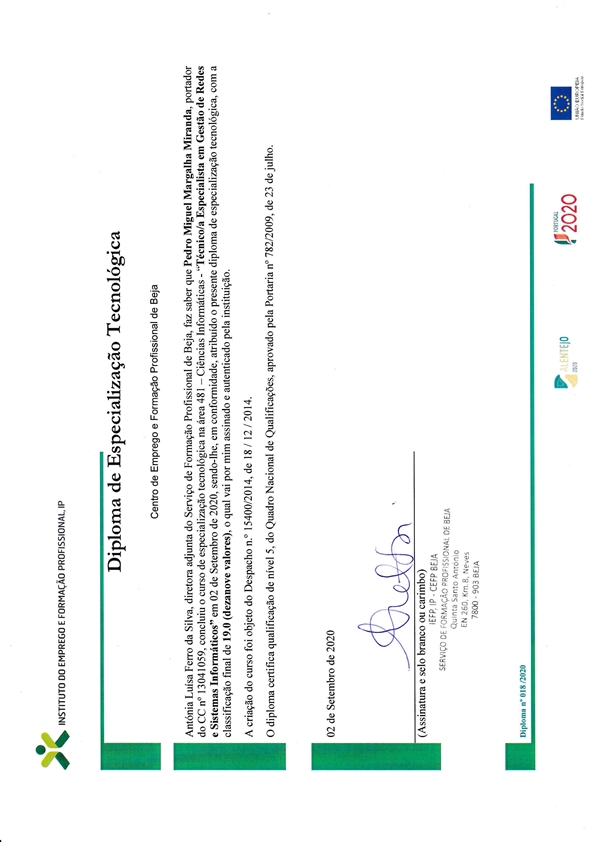 INSTITUTO DO EMPREGO E FORMAÇÃO PROFISSIONAL, IP
Diploma de Especialização Tecnológica
Centro de Emprego e Formação Profissional de Beja
Antónia Luísa Ferro da Silva, diretora adjunta do Serviço de Formação Profissional de Beja, faz saber que Pedro Miguel Margalha Miranda, portador
do CC nº 13041059, concluiu o curso de especialização tecnológica na área 481 – Ciências Informáticas - “Técnico/a Especialista em Gestão de Redes
e Sistemas Informáticos” em 02 de Setembro de 2020, sendo-lhe, em conformidade, atribuído o presente diploma de especialização tecnológica, com a
classificação final de 19.0 (dezanove valores), o qual vai por mim assinado e autenticado pela instituição.
A criação do curso foi objeto do Despacho n.º 15400/2014, de 18 / 12 / 2014.
O diploma certifica qualificação de nível 5, do Quadro Nacional de Qualificações, aprovado pela Portaria nº 782/2009, de 23 de julho.
02 de Setembro de 2020
(Assinatura e selo branco ou carimbo)
IEFP, IP - CEFP BEJA
SERVIÇO DE FORMAÇÃO PROFISSIONAL DE BEJA
Quinta Santo António
EN 260, Km.8, Neves
7800 - 903 BEJA
Diploma nº 018 /2020
ALENTEJO
2020
PORTUGAL
2020
UNIÃO EUROPEIA